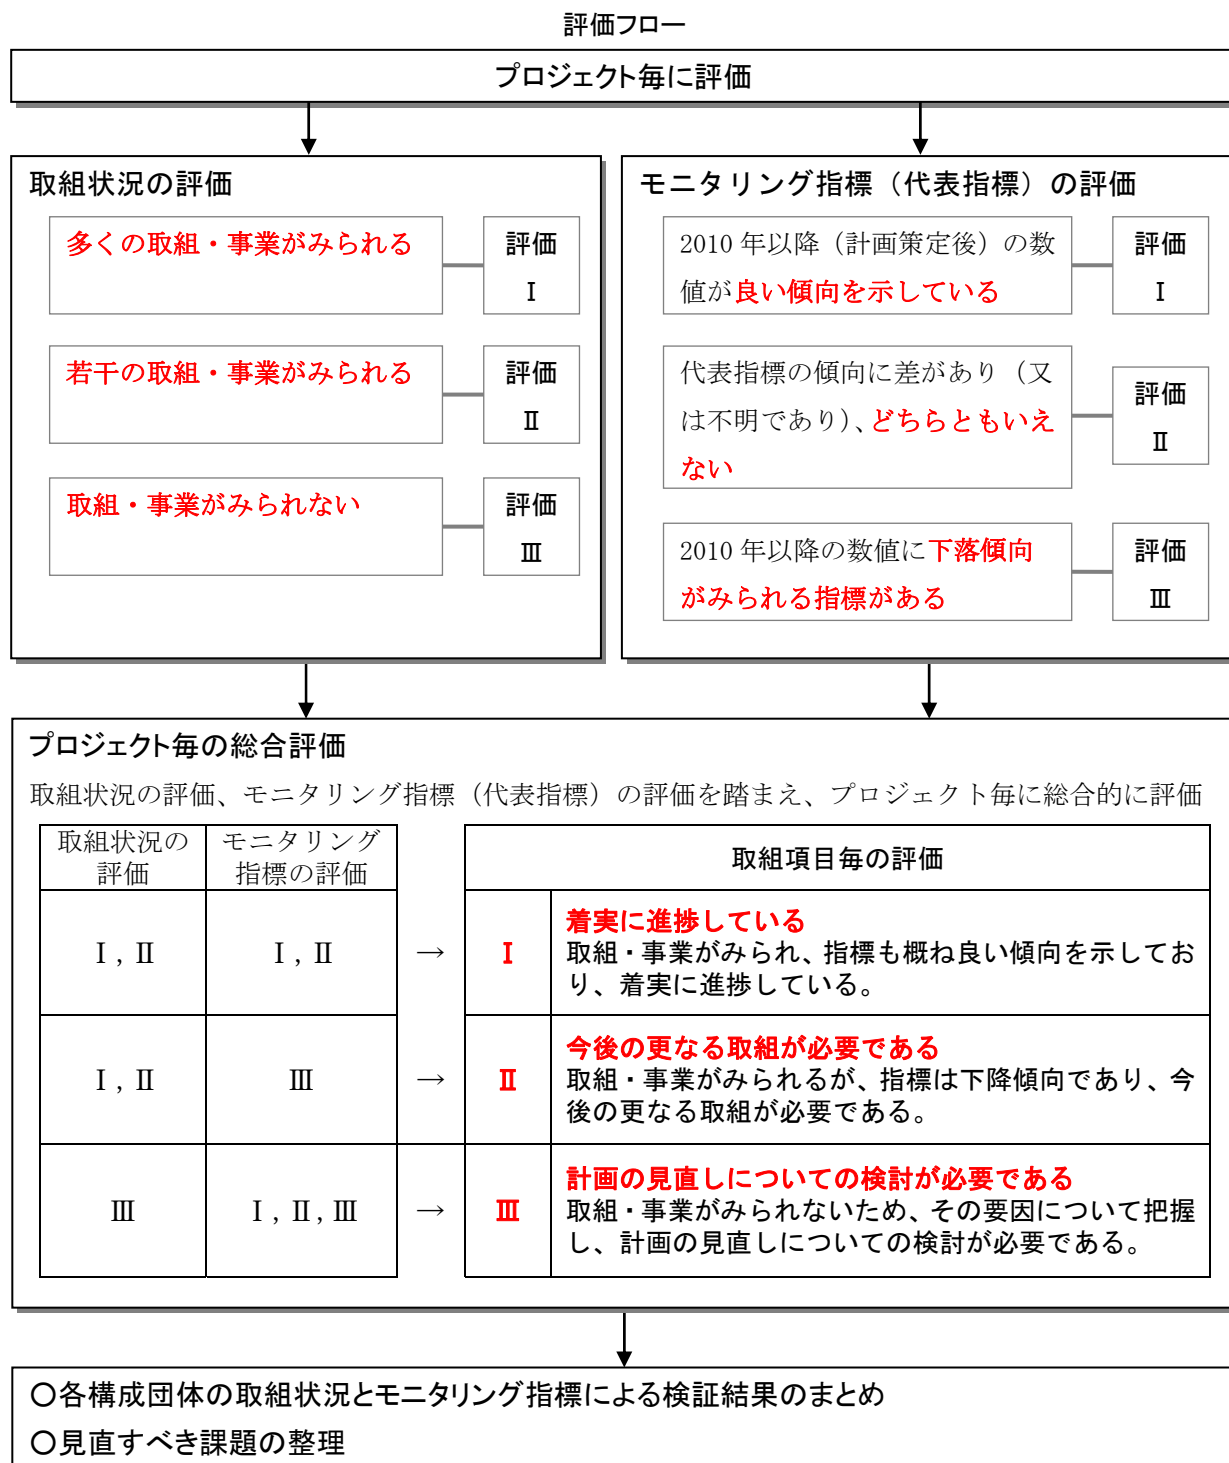 評価フロー
プロジェクト毎に評価
取組状況の評価
多くの取組・事業がみられる
評価
Ⅰ
若干の取組・事業がみられる
評価
Ⅱ
取組・事業がみられない
評価
Ⅲ
モニタリング指標（代表指標）の評価
2010 年以降（計画策定後）の数
値が良い傾向を示している
評価
Ⅰ
代表指標の傾向に差があり（又
は不明であり）、どちらともいえ
ない
評価
Ⅱ
2010 年以降の数値に下落傾向
がみられる指標がある
評価
Ⅲ
プロジェクト毎の総合評価
取組状況の評価、モニタリング指標（代表指標）の評価を踏まえ、プロジェクト毎に総合的に評価
取組状況の
評価
モニタリング
指標の評価
取組項目毎の評価
Ⅰ，Ⅱ
Ⅰ，Ⅱ
→
Ⅰ
着実に進捗している
取組・事業がみられ、指標も概ね良い傾向を示してお
り、着実に進捗している。
Ⅰ，Ⅱ
Ⅲ
→
Ⅱ
今後の更なる取組が必要である
取組・事業がみられるが、指標は下降傾向であり、今
後の更なる取組が必要である。
Ⅲ
Ⅰ，Ⅱ，Ⅲ
→
Ⅲ
計画の見直しについての検討が必要である
取組・事業がみられないため、その要因について把握
し、計画の見直しについての検討が必要である。
○各構成団体の取組状況とモニタリング指標による検証結果のまとめ
○見直すべき課題の整理